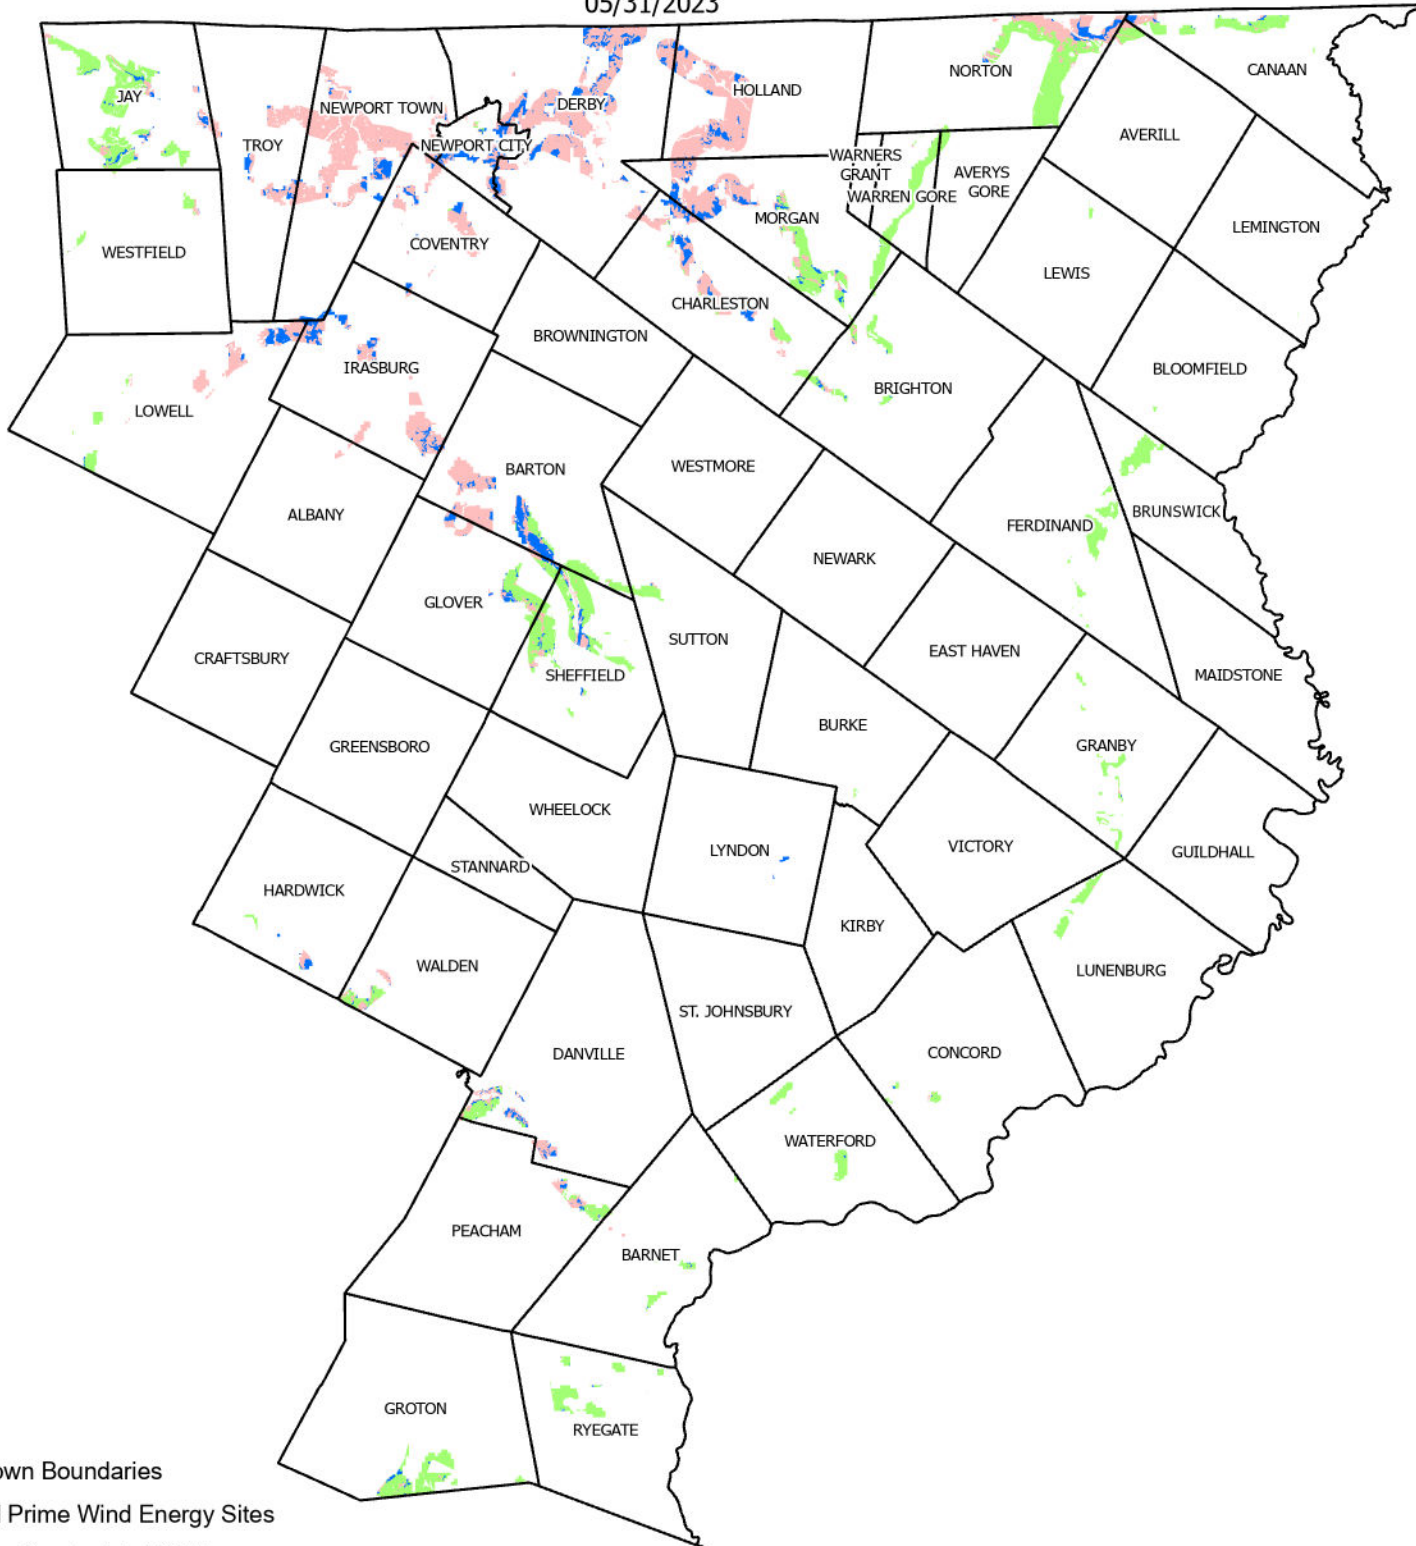 05/31/2023
NORTON
CANAAN
JAY
HOLLAND
NEWPORT TOWN
DERBY
AVERILL
TROY
NEWPORT CITY
WARNERS
GRANT
AVERYS
GORE
WARREN GORE
MORGAN
LEMINGTON
COVENTRY
WESTFIELD
LEWIS
CHARLESTON
BROWNINGTON
IRASBURG
BLOOMFIELD
BRIGHTON
LOWELL
WESTMORE
BARTON
BRUNSWICK
ALBANY
FERDINAND
NEWARK
GLOVER
SUTTON
EAST HAVEN
CRAFTSBURY
SHEFFIELD
MAIDSTONE
BURKE
GREENSBORO
GRANBY
WHEELOCK
VICTORY
LYNDON
GUILDHALL
STANNARD
HARDWICK
KIRBY
WALDEN
LUNENBURG
ST. JOHNSBURY
DANVILLE
CONCORD
WATERFORD
PEACHAM
BARNET
GROTON
RYEGATE
own Boundaries
Prime Wind Energy Sites